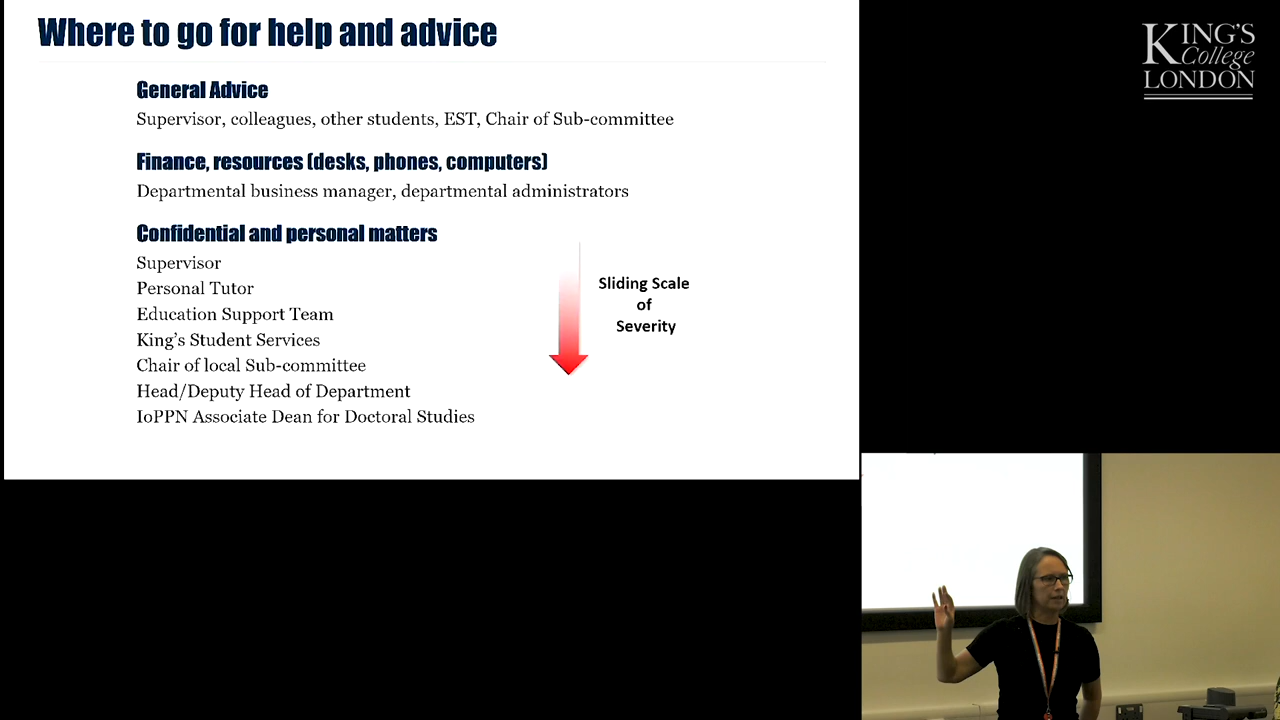 Where to go for help and advice
KING'S
College
LONDON
General Advice
Supervisor, colleagues, other students, EST, Chair of Sub-committee
Finance, resources (desks, phones, computers)
Departmental business manager, departmental administrators
Confidential and personal matters
Supervisor
Personal Tutor
Education Support Team
King's Student Services
Chair of local Sub-committee
Head/Deputy Head of Department
IoPPN Associate Dean for Doctoral Studies
Sliding Scale
of
Severity